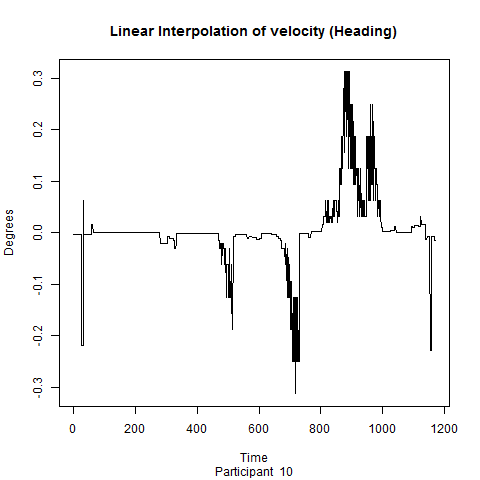 Linear Interpolation of velocity (Heading)
Degrees
0.3
0.2
0.1
0.0
-0.1
-0.2
-0.3
0 200 400 600 800 1000 1200
Time
Participant 10